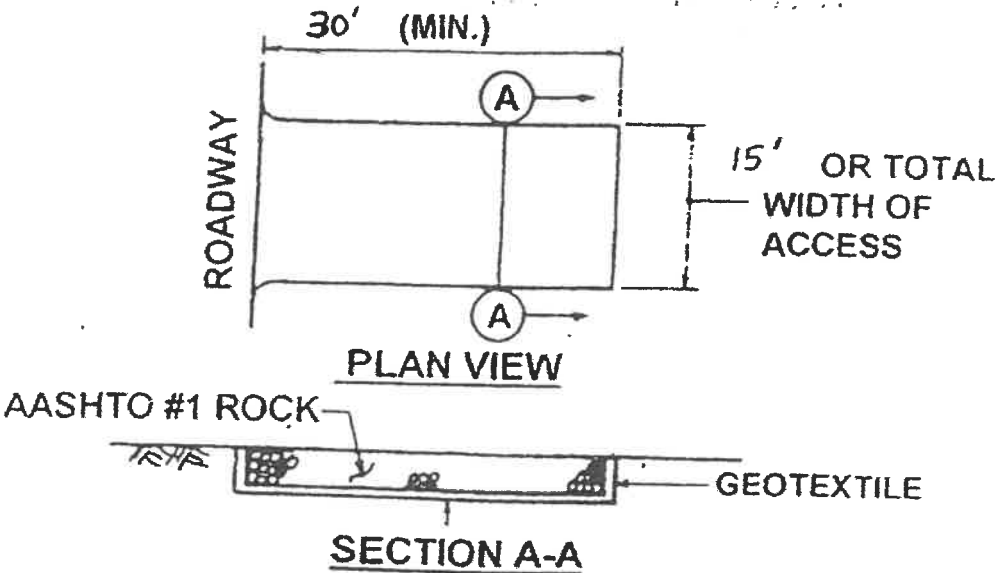 30' (MIN.)
A
ROADWAY
15' OR TOTAL
WIDTH OF
ACCESS
A
PLAN VIEW
AASHTO #1 ROCK
GEOTEXTILE
SECTION A-A